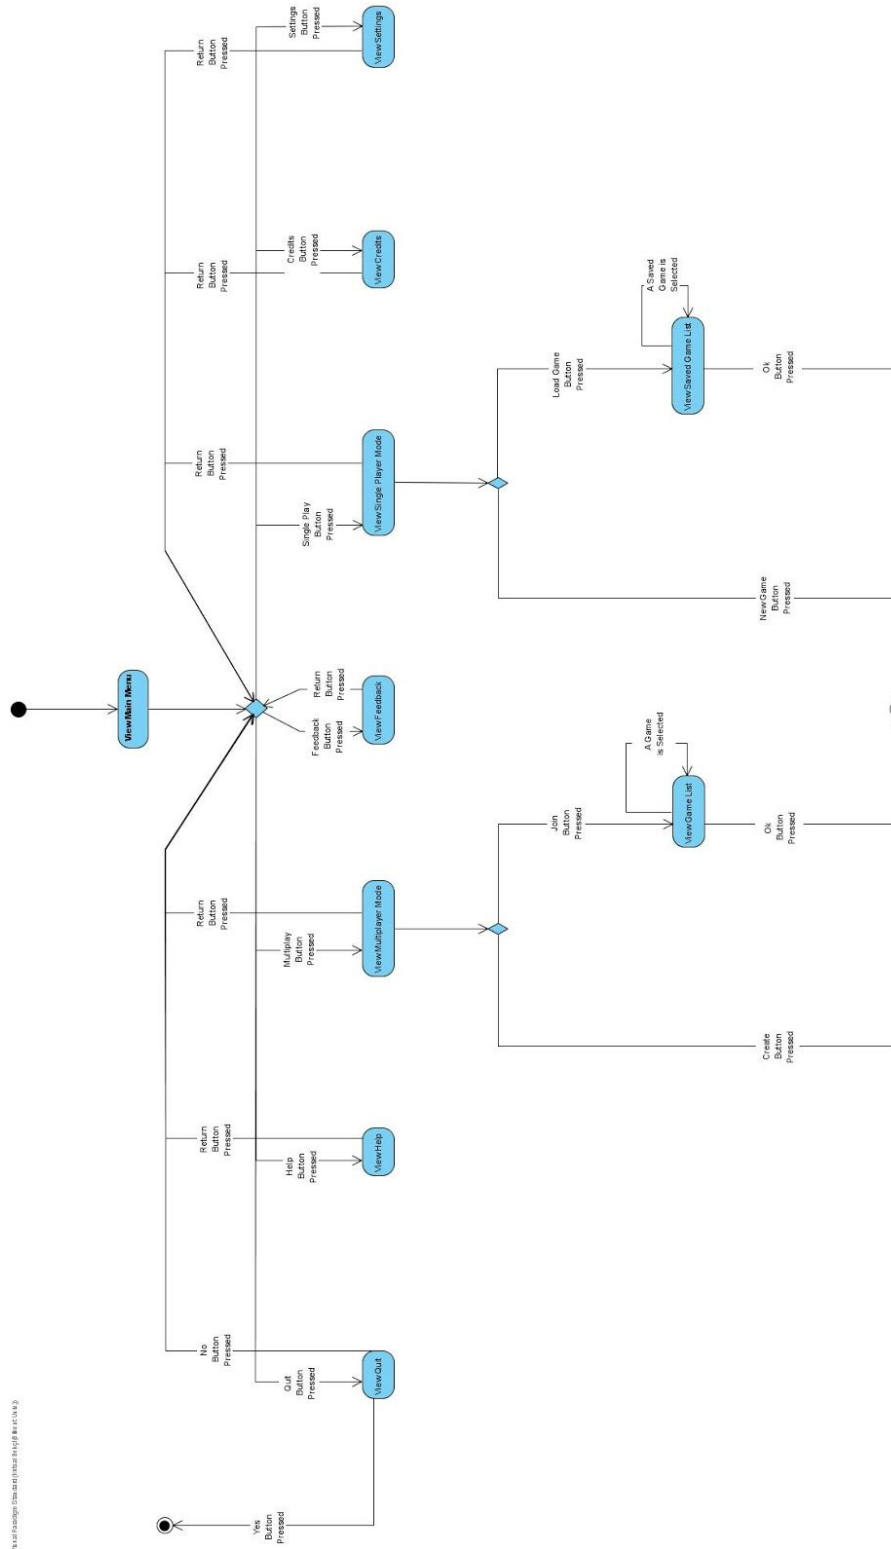 Visual Paradigm Standard
View Main Menu
No
Button
Pressed
Return
Button
Pressed
Return
Button
Pressed
Return
Button
Pressed
Return
Button
Pressed
Return
Button
Pressed
Yes
Button
Pressed
Quit
Button
Pressed
Help
Button
Pressed
Multiplay
Button
Pressed
Feedback
Button
Pressed
Return
Button
Pressed
Single Play
Button
Pressed
Credits
Button
Pressed
Settings
Button
Pressed
View Quit
View Help
View Multiplayer Mode
View Feedback
View Single Player Mode
View Credits
View Settings
Join
Button
Pressed
Load Game
Button
Pressed
A Game
is Selected
A Saved
Game is
Selected
View Game List
View Saved Game List
Create
Button
Pressed
Ok
Button
Pressed
New Game
Button
Pressed
Ok
Button
Pressed